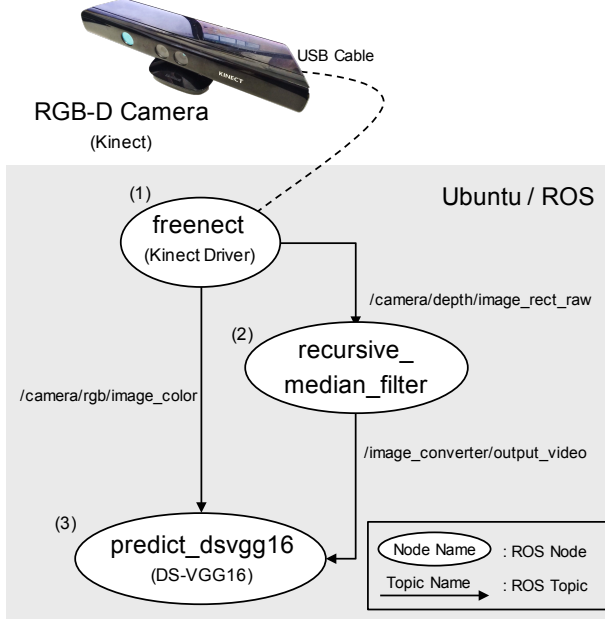 USB Cable
KINECT
RGB-D Camera
(Kinect)
Ubuntu / ROS
(1)
freenect
(Kinect Driver)
/camera/depth/image_rect_raw
(2)
recursive_
median_filter
/camera/rgb/image_color
/image_converter/output_video
(3)
predict_dsvgg16
(DS-VGG16)
Node Name : ROS Node
Topic Name : ROS Topic